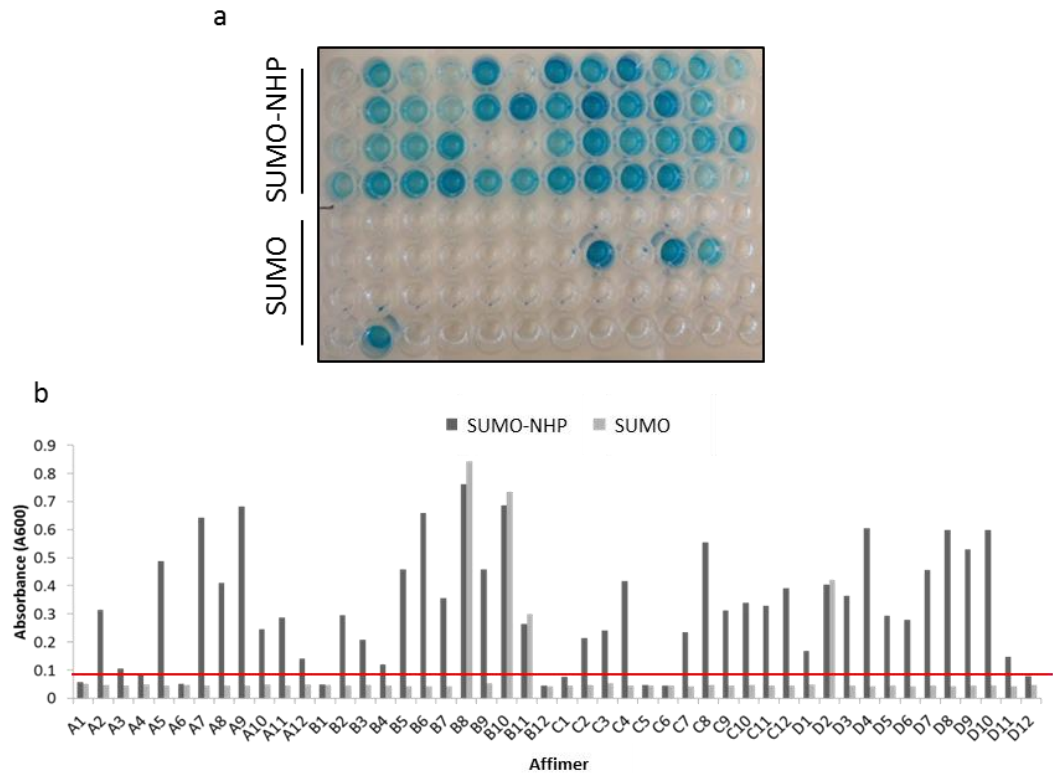 a
SUMO-NHP
SUMO
b
SUMO-NHP SUMO
0.9
0.8
0.7
0.6
0.5
0.4
0.3
0.2
0.1
0
Absorbance (A600)
A1 A2 A3 A4 A5 A6 A7 A8 A9 A10 A11 A12 B1 B2 B3 B4 B5 B6 B7 B8 B9 B10 B11 B12 C1 C2 C3 C4 C5 C6 C7 C8 C9 C10 C11 C12 D1 D2 D3 D4 D5 D6 D7 D8 D9 D10 D11 D12
Affimer